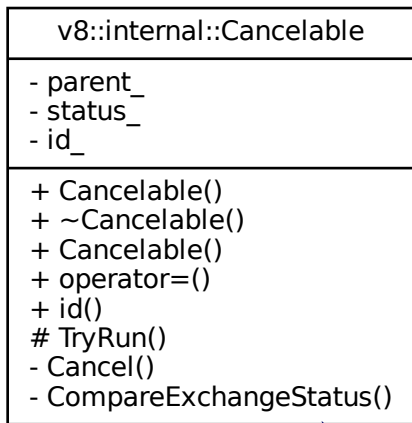 v8::internal::Cancelable
- parent_
- status_
- id_
+ Cancelable()
+ ~Cancelable()
+ Cancelable()
+ operator=()
+ id()
# TryRun()
- Cancel()
- CompareExchangeStatus()